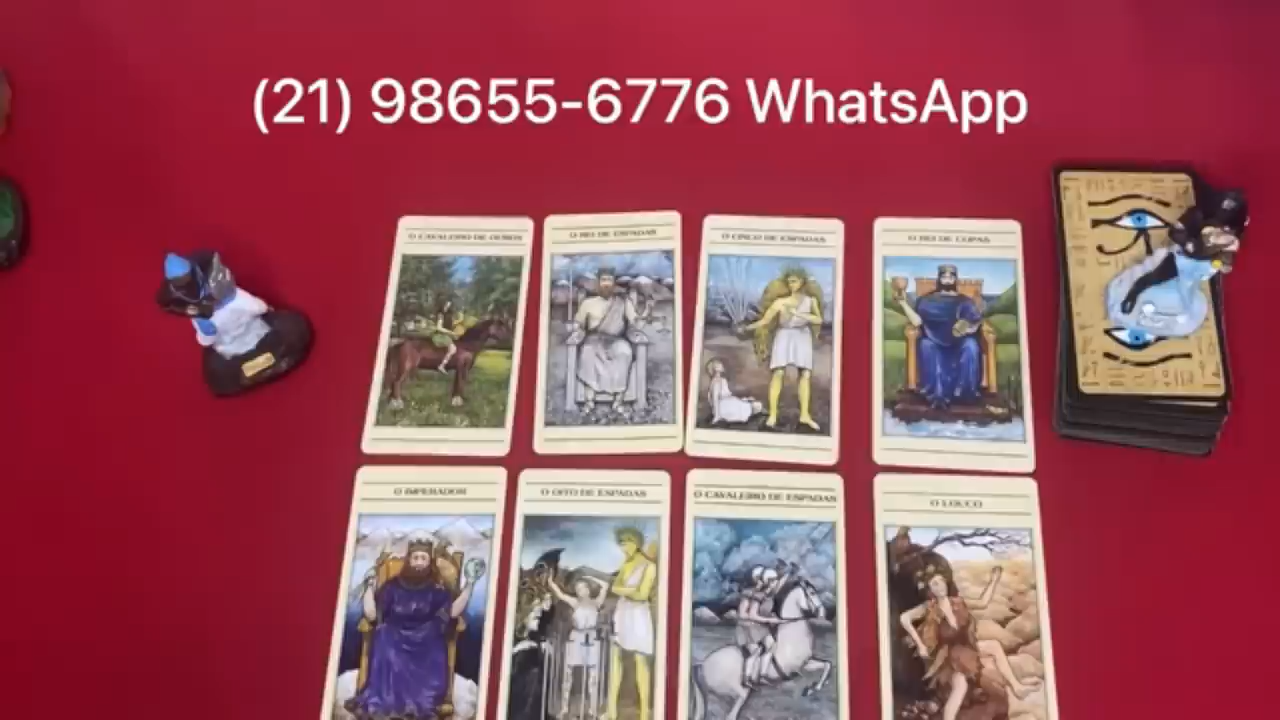 (21) 98655-6776 WhatsApp
O CAVALEIRO DE OUROS
O REI DE ESPADAS
O CINCO DE ESPADAS
O REI DE COPAS
O IMPERADOR
O OITO DE ESPADAS
O CAVALEIRO DE ESPADAS
O LOUCO